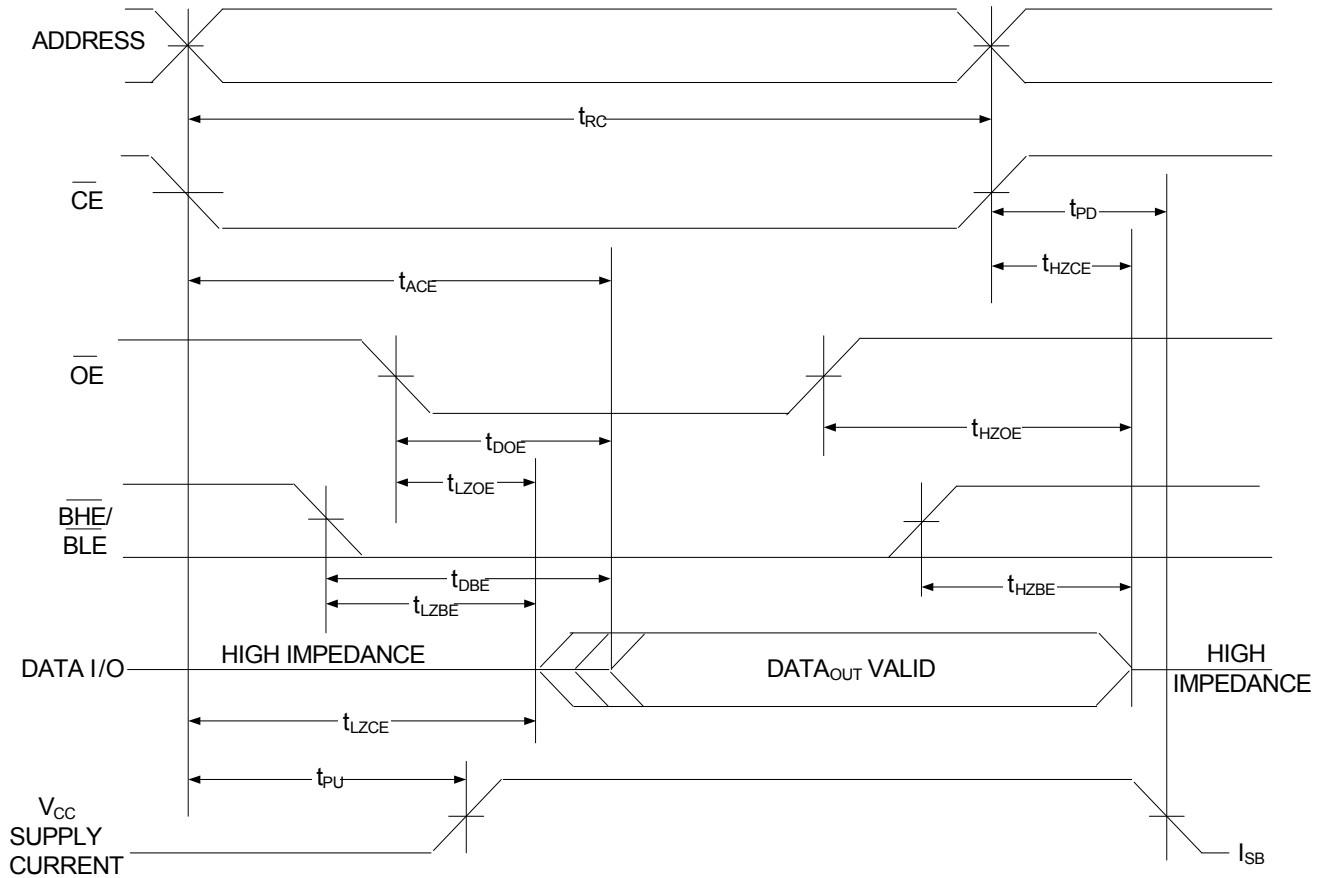 ADDRESS
tRC
CE
tPD
tHZCE
tACE
OE
tHZOE
tDOE
tLZOE
BHE/
BLE
tDBE
tHZBE
tLZBE
DATA I/O
HIGH IMPEDANCE
DATAOUT VALID
HIGH
IMPEDANCE
tLZCE
tPU
VCC
SUPPLY
CURRENT
ISB